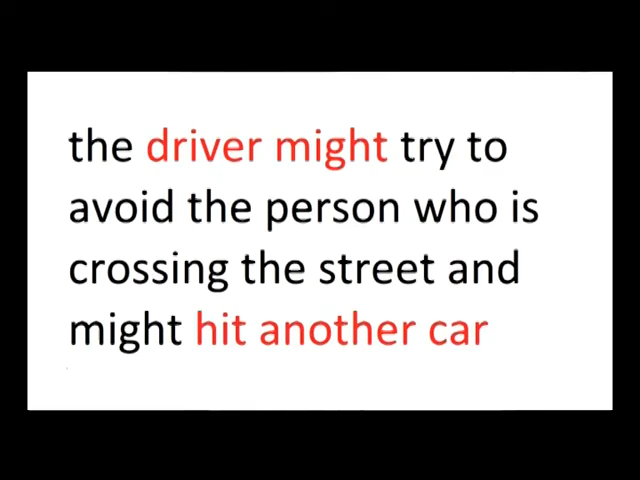 the driver might try to
avoid the person who is
crossing the street and
might hit another car